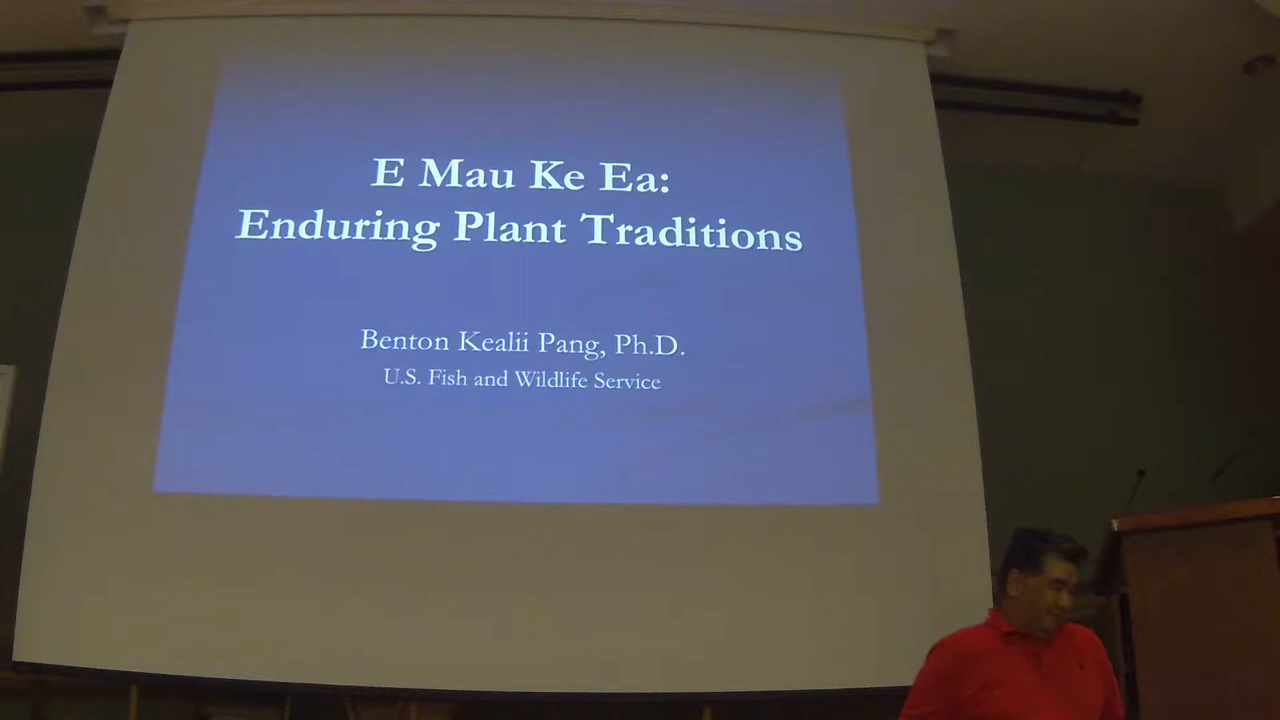 E Mau Ke Ea:
Enduring Plant Traditions
Benton Kealii Pang, Ph.D.
U.S. Fish and Wildlife Service